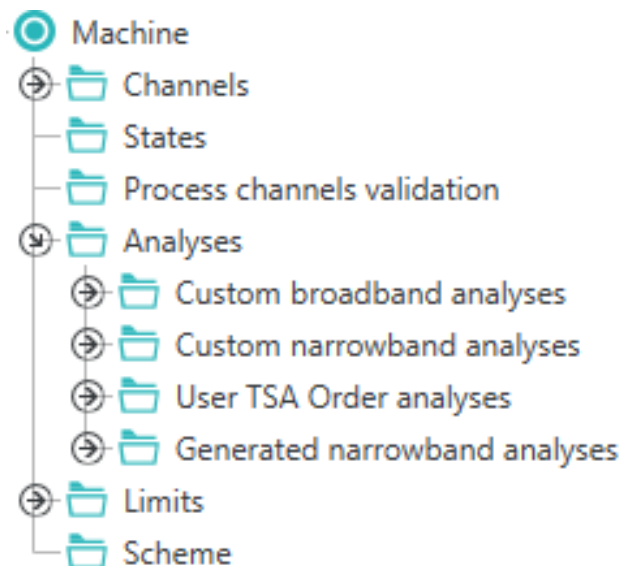 Machine
Channels
States
Process channels validation
Analyses
Custom broadband analyses
Custom narrowband analyses
User TSA Order analyses
Generated narrowband analyses
Limits
Scheme